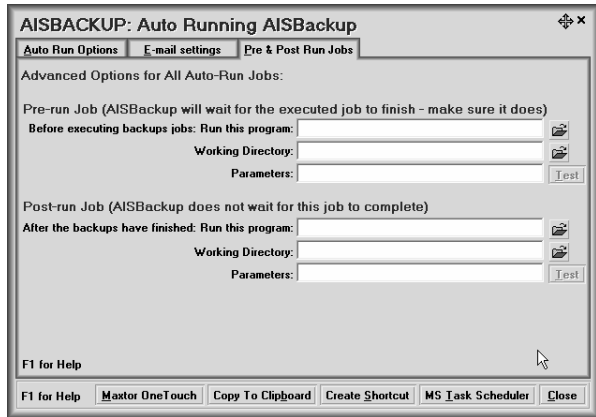 AISBACKUP: Auto Running AISBackup
Auto Run Options E-mail settings Pre & Post Run Jobs
Advanced Options for All Auto-Run Jobs:
Pre-run Job (AISBackup will wait for the executed job to finish - make sure it does)
Before executing backups jobs: Run this program:
Working Directory:
Parameters: Test
Post-run Job (AISBackup does not wait for this job to complete)
After the backups have finished: Run this program:
Working Directory:
Parameters: Test
F1 for Help
F1 for Help Maxtor OneTouch Copy To Clipboard Create Shortcut MS Task Scheduler Close